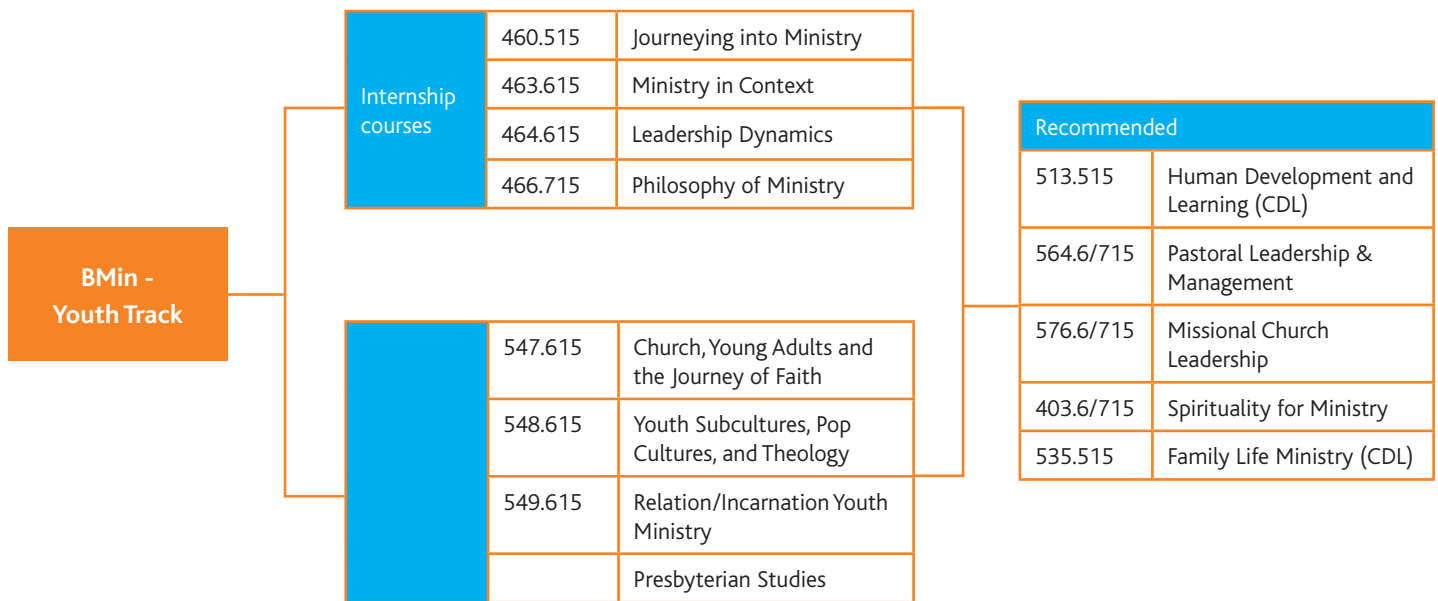 BMin -
Youth Track
Internship
courses
460.515 Journeying into Ministry
463.615 Ministry in Context
464.615 Leadership Dynamics
466.715 Philosophy of Ministry
547.615 Church, Young Adults and
the Journey of Faith
548.615 Youth Subcultures, Pop
Cultures, and Theology
549.615 Relation/Incarnation Youth
Ministry
Presbyterian Studies
Recommended
513.515 Human Development and
Learning (CDL)
564.6/715 Pastoral Leadership &
Management
576.6/715 Missional Church
Leadership
403.6/715 Spirituality for Ministry
535.515 Family Life Ministry (CDL)